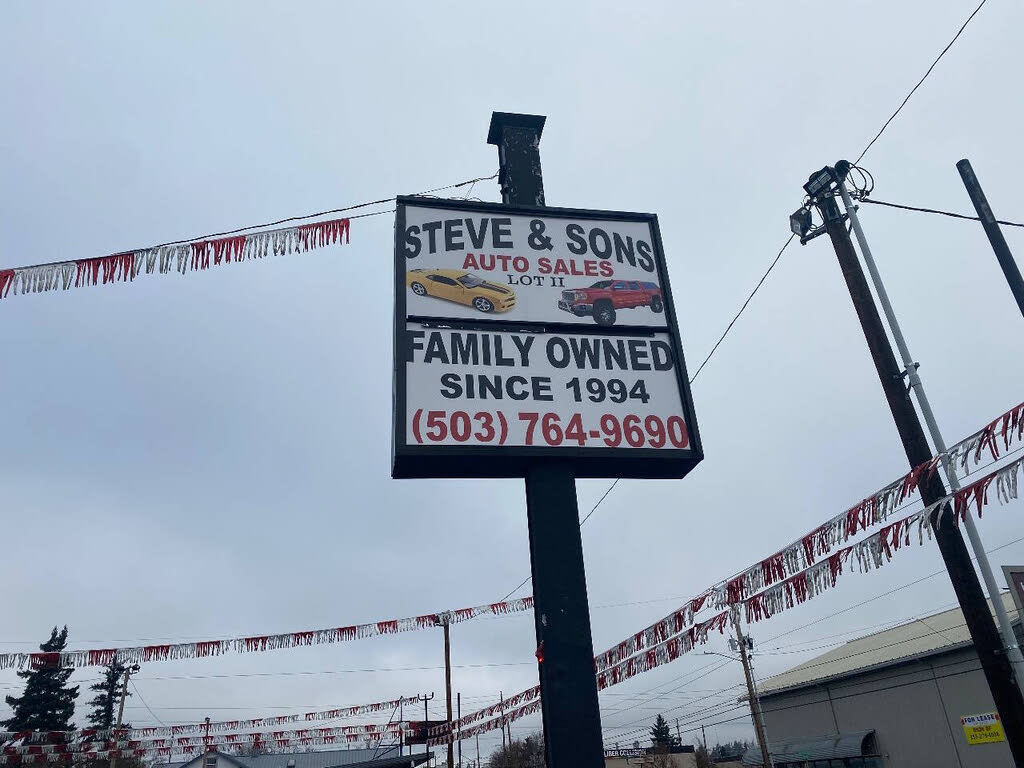 STEVE & SONS
AUTO SALES
LOT II
FAMILY OWNED
SINCE 1994
(503) 764-9690
FOR LEASE